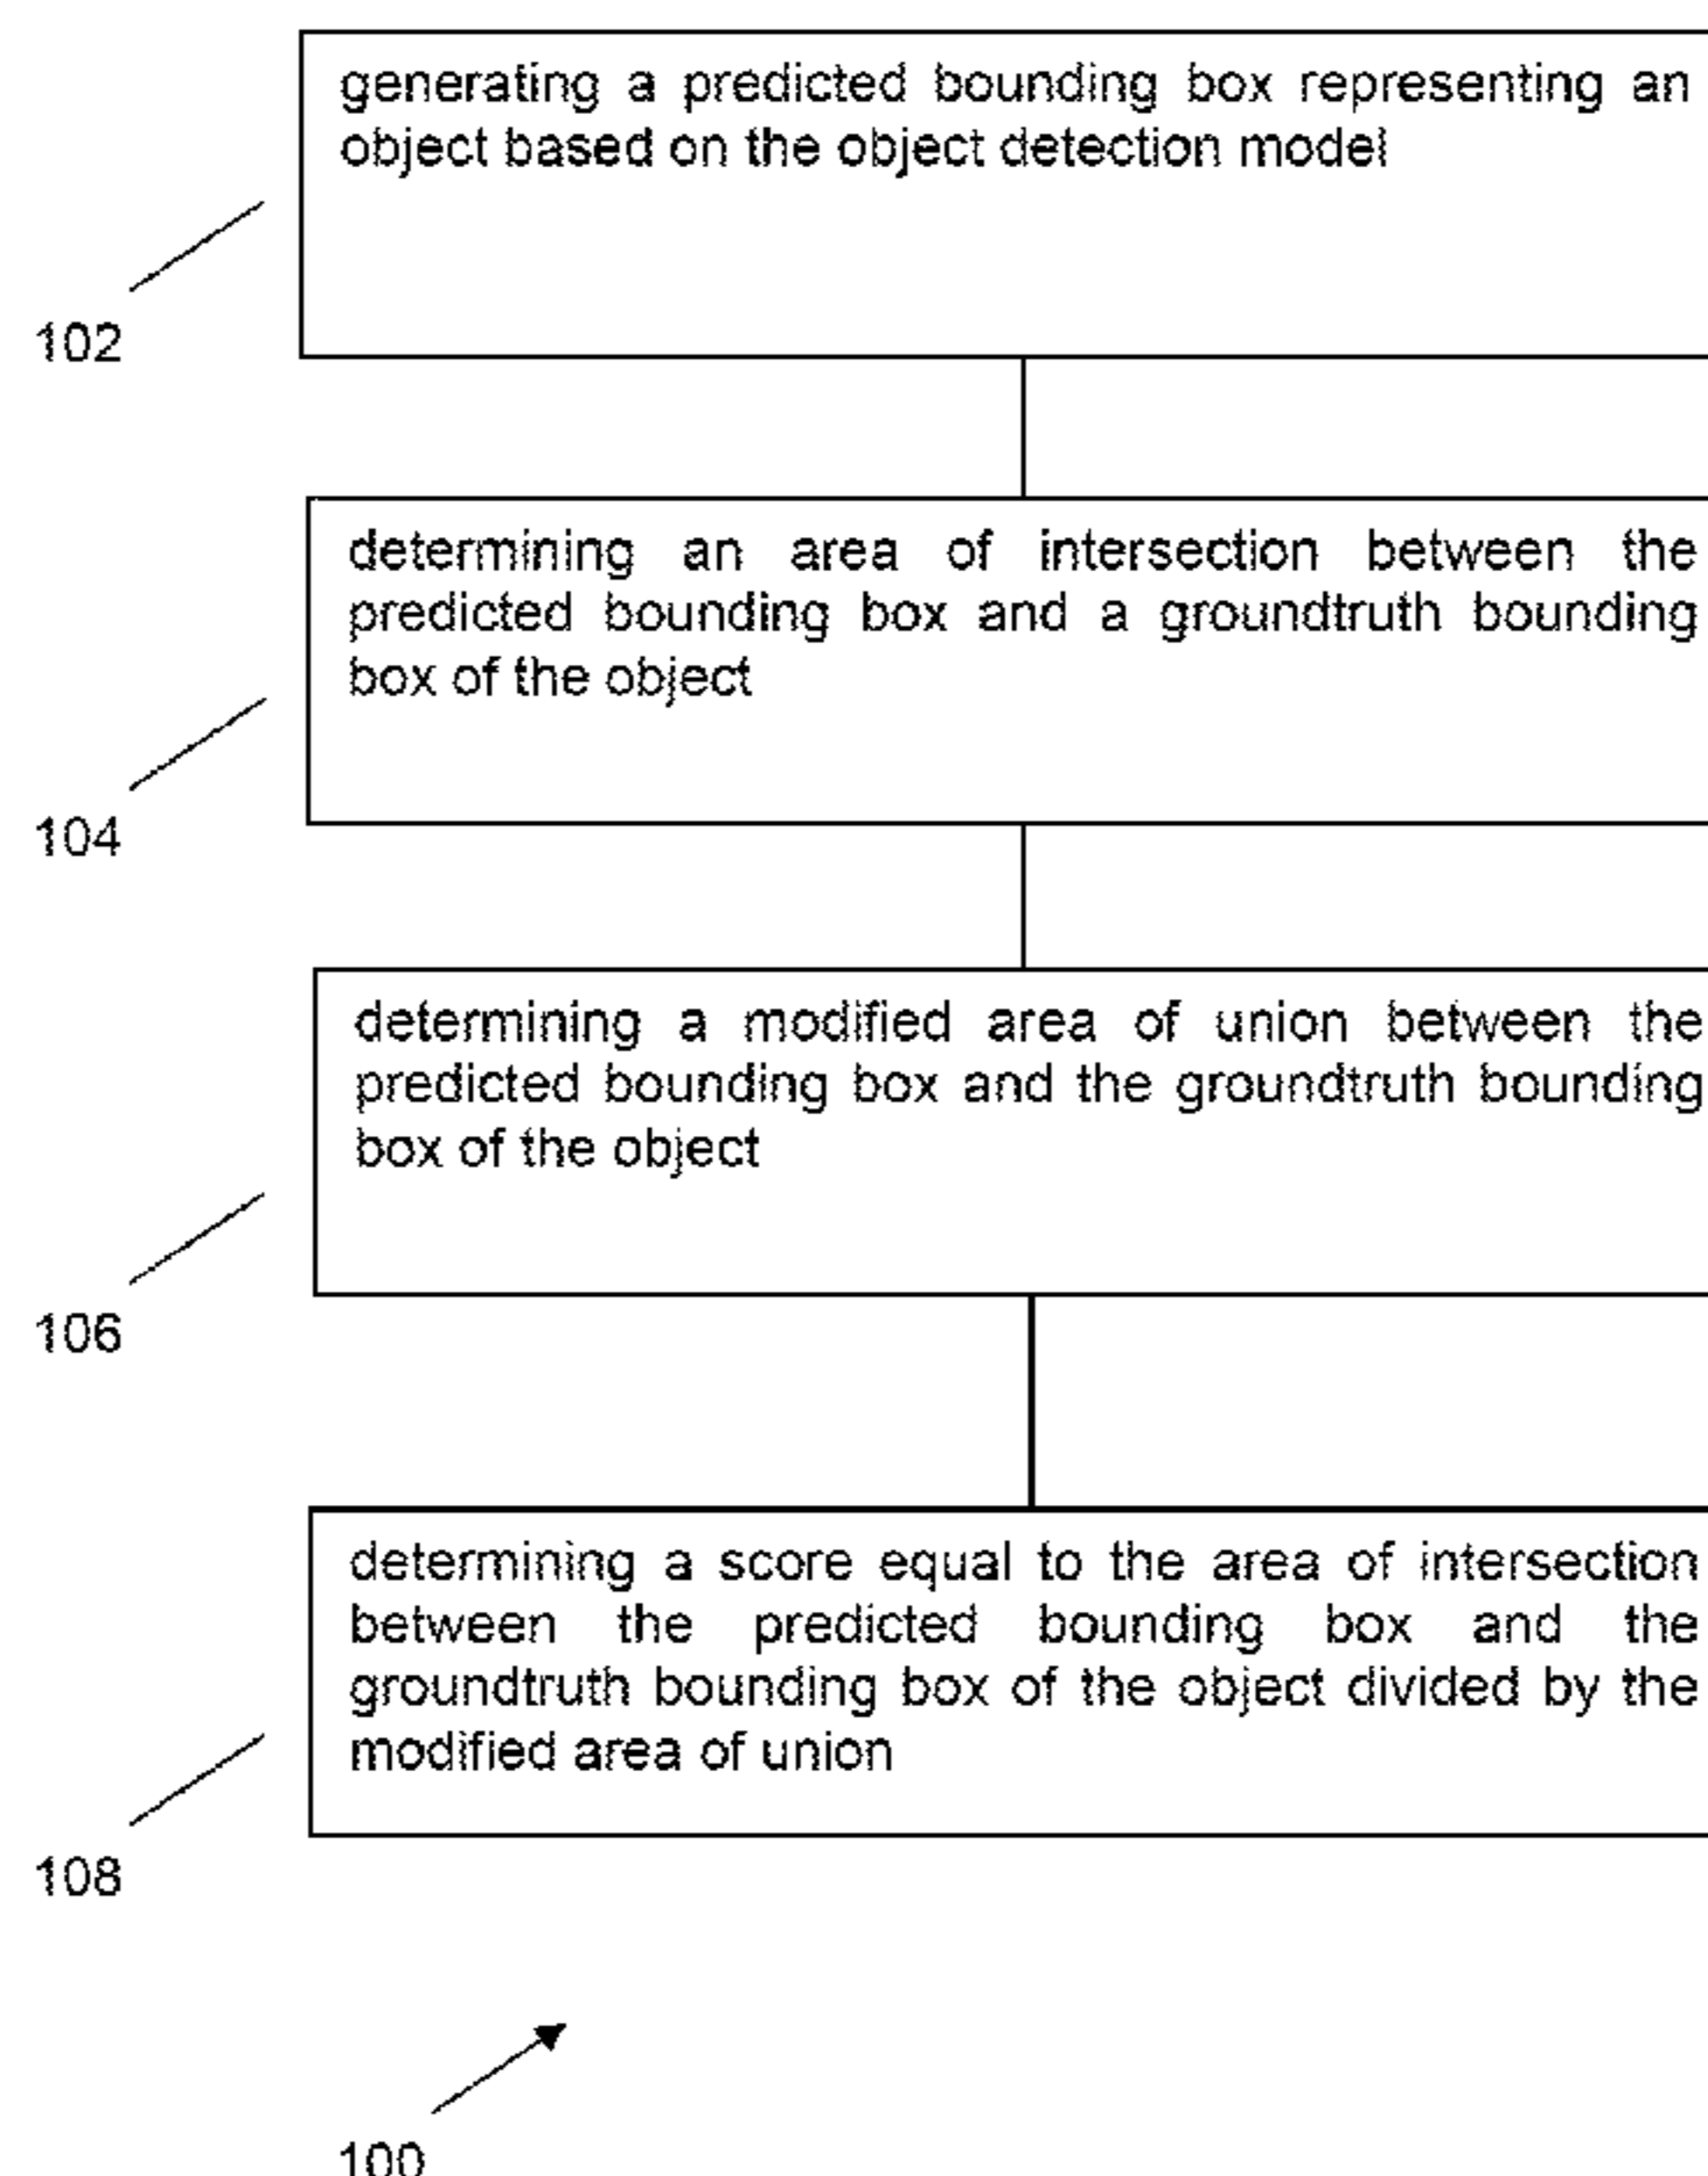 generating a predicted bounding box representing an
object based on the object detection model
102
determining an area of intersection between the
predicted bounding box and a groundtruth bounding
box of the object
104
determining a modified area of union between the
predicted bounding box and the groundtruth bounding
box of the object
106
determining a score equal to the area of intersection
between the predicted bounding box and the
groundtruth bounding box of the object divided by the
modified area of union
108
100